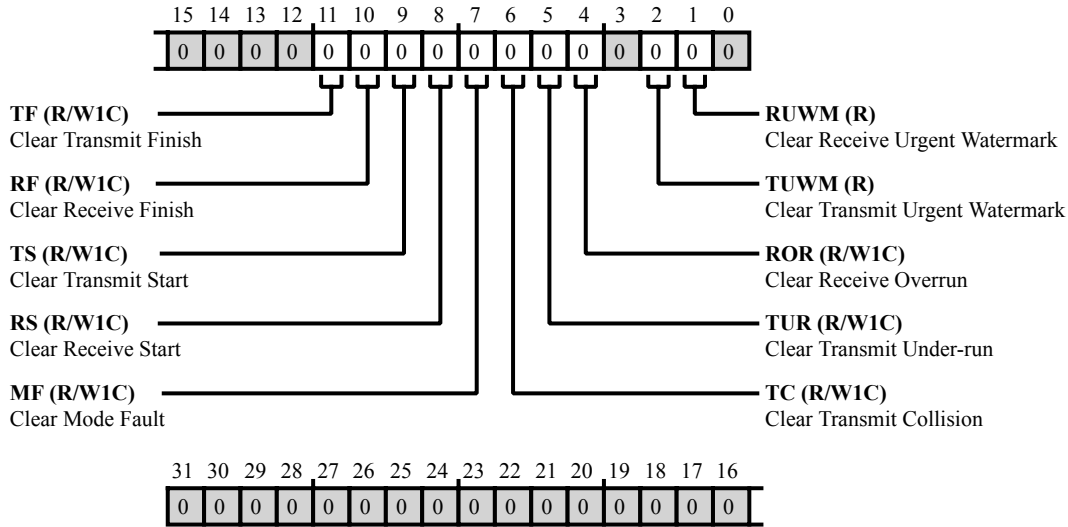 15 14 13 12 11 10 9 8 7 6 5 4 3 2 1 0
0 0 0 0 0 0 0 0 0 0 0 0 0 0 0 0
TF (R/W1C)
Clear Transmit Finish
RF (R/W1C)
Clear Receive Finish
TS (R/W1C)
Clear Transmit Start
RS (R/W1C)
Clear Receive Start
MF (R/W1C)
Clear Mode Fault
RUWM (R)
Clear Receive Urgent Watermark
TUWM (R)
Clear Transmit Urgent Watermark
ROR (R/W1C)
Clear Receive Overrun
TUR (R/W1C)
Clear Transmit Under-run
TC (R/W1C)
Clear Transmit Collision
31 30 29 28 27 26 25 24 23 22 21 20 19 18 17 16
0 0 0 0 0 0 0 0 0 0 0 0 0 0 0 0